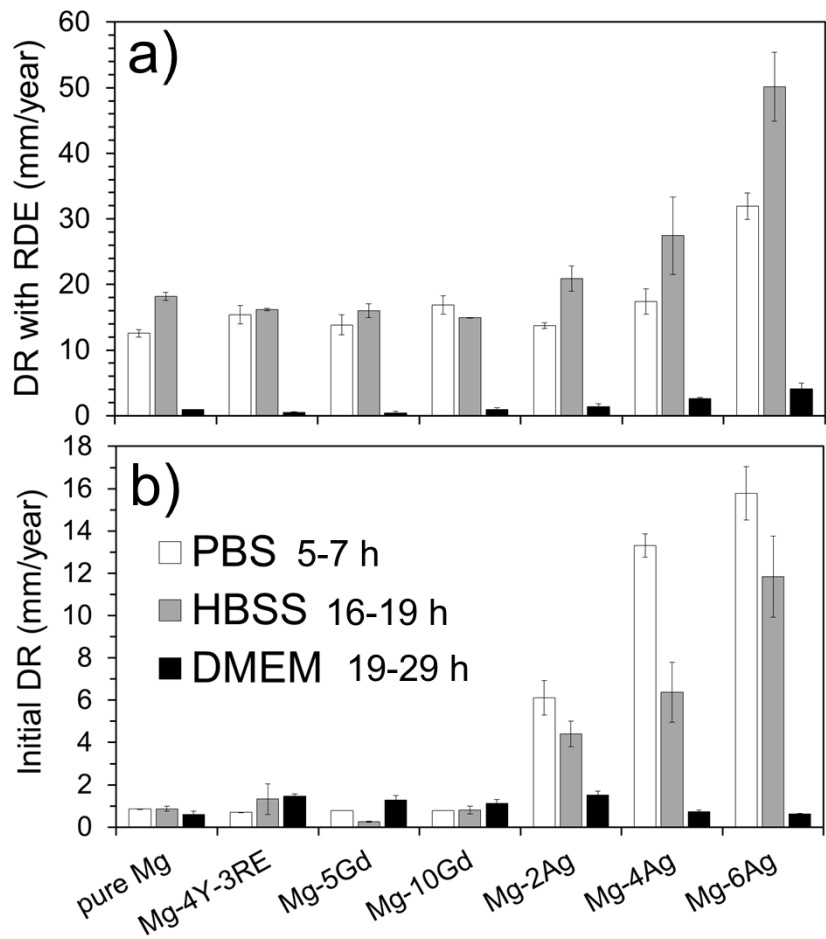 a)
DR with RDE (mm/year)
60
50
40
30
20
10
0
b)
Initial DR (mm/year)
18
16
14
12
10
8
6
4
2
0
PBS 5-7 h
HBSS 16-19 h
DMEM 19-29 h
pure Mg
Mg-4Y-3RE
Mg-5Gd
Mg-10Gd
Mg-2Ag
Mg-4Ag
Mg-6Ag